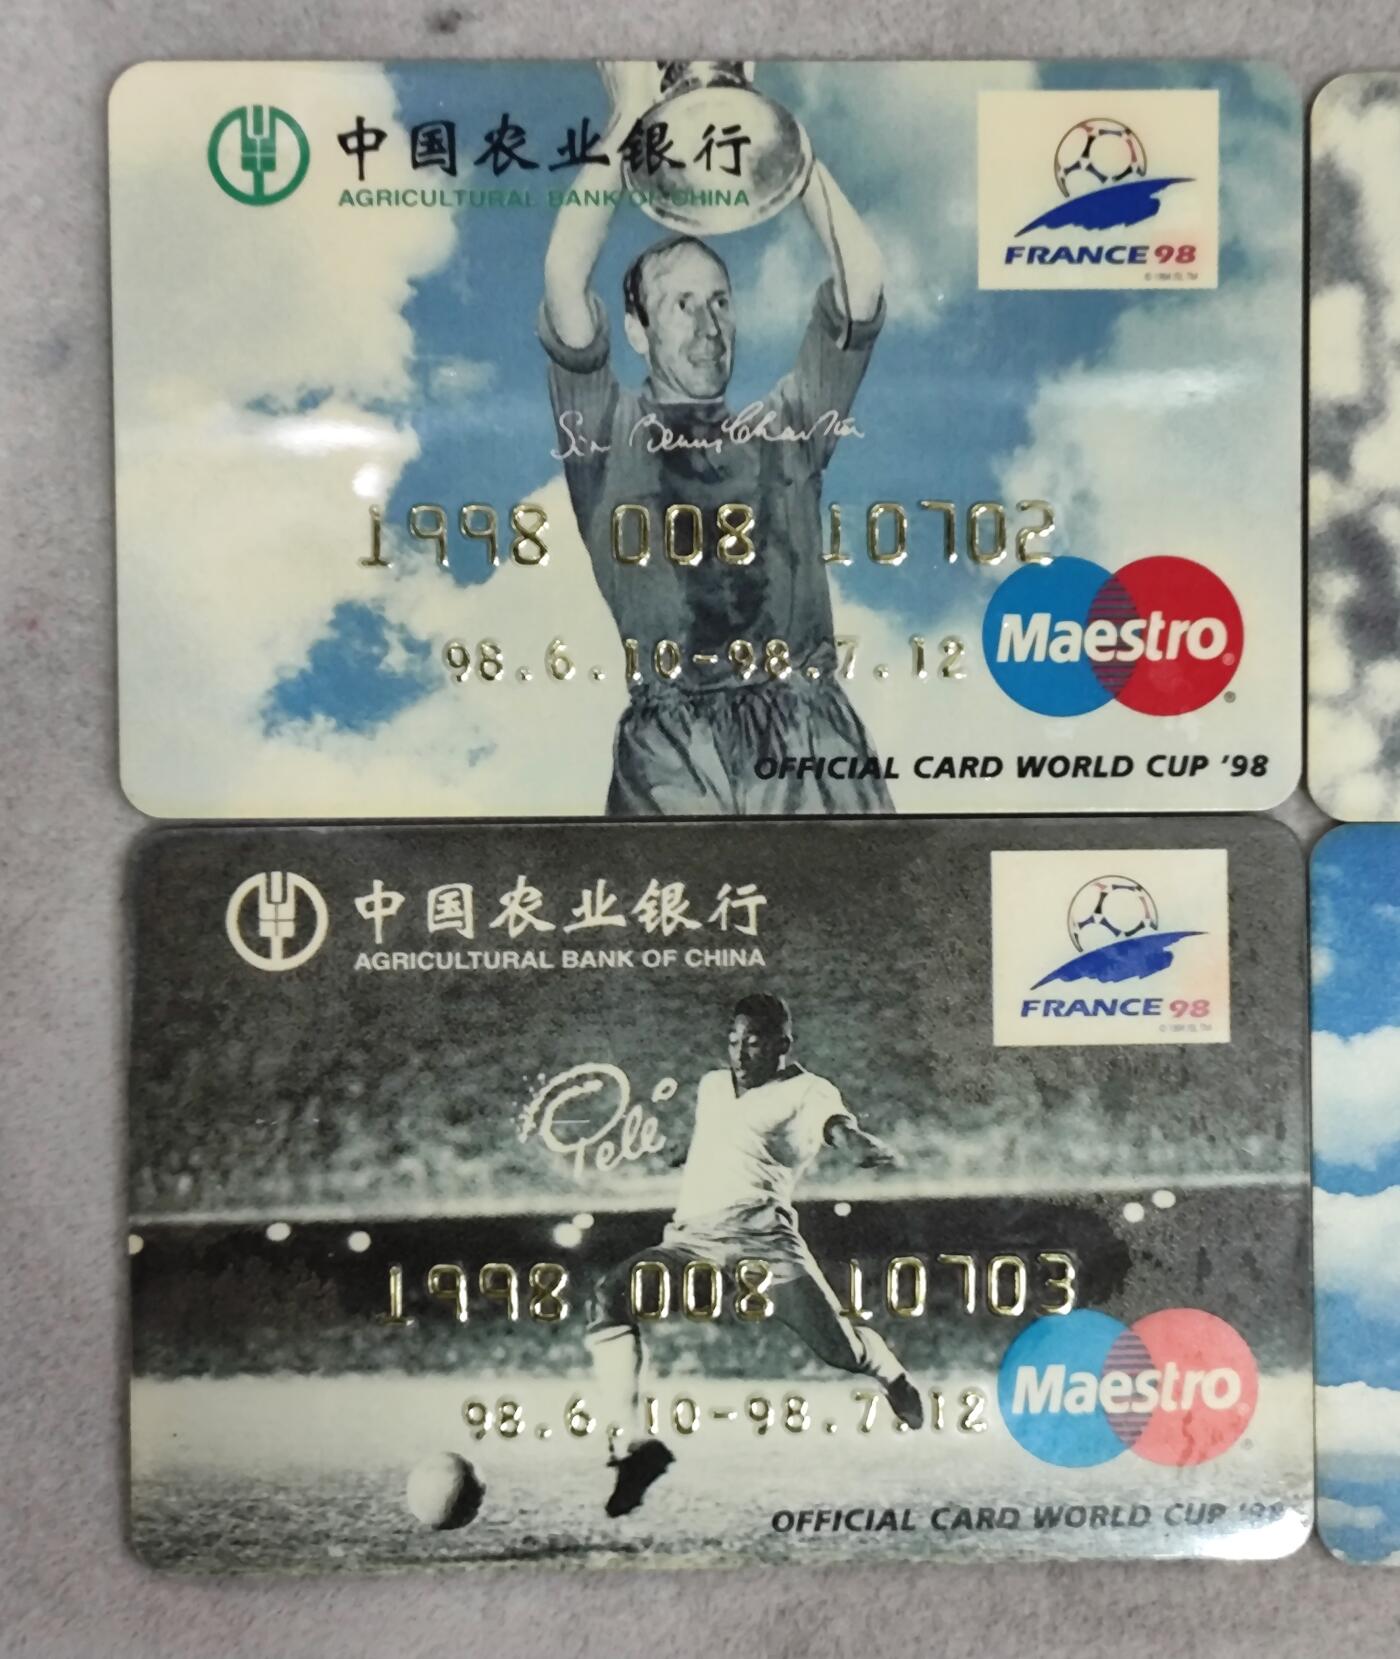 中国农业银行
AGRICULTURAL BANK OF CHINA
FRANCE 98
Sir Bobby Charlton
1998 008 10702
98.6.10-98.7.12
Maestro®
OFFICIAL CARD WORLD CUP '98
中国农业银行
AGRICULTURAL BANK OF CHINA
FRANCE 98
Pelé
1998 008 10703
98.6.10-98.7.12
Maestro®
OFFICIAL CARD WORLD CUP '98